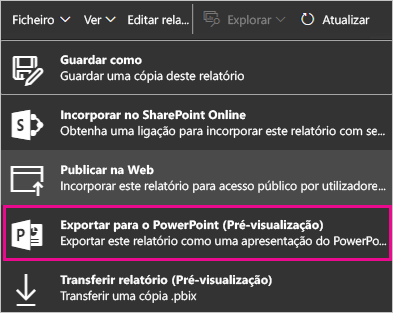 Ficheiro Ver Editar rela... Explorar Atualizar
Guardar como
Guardar uma cópia deste relatório
Incorporar no SharePoint Online
Obtenha uma ligação para incorporar este relatório com se...
Publicar na Web
Incorporar este relatório para acesso público por utilizadore...
Exportar para o PowerPoint (Pré-visualização)
Exportar este relatório como uma apresentação do PowerPo...
Transferir relatório (Pré-visualização)
Transferir uma cópia .pbix